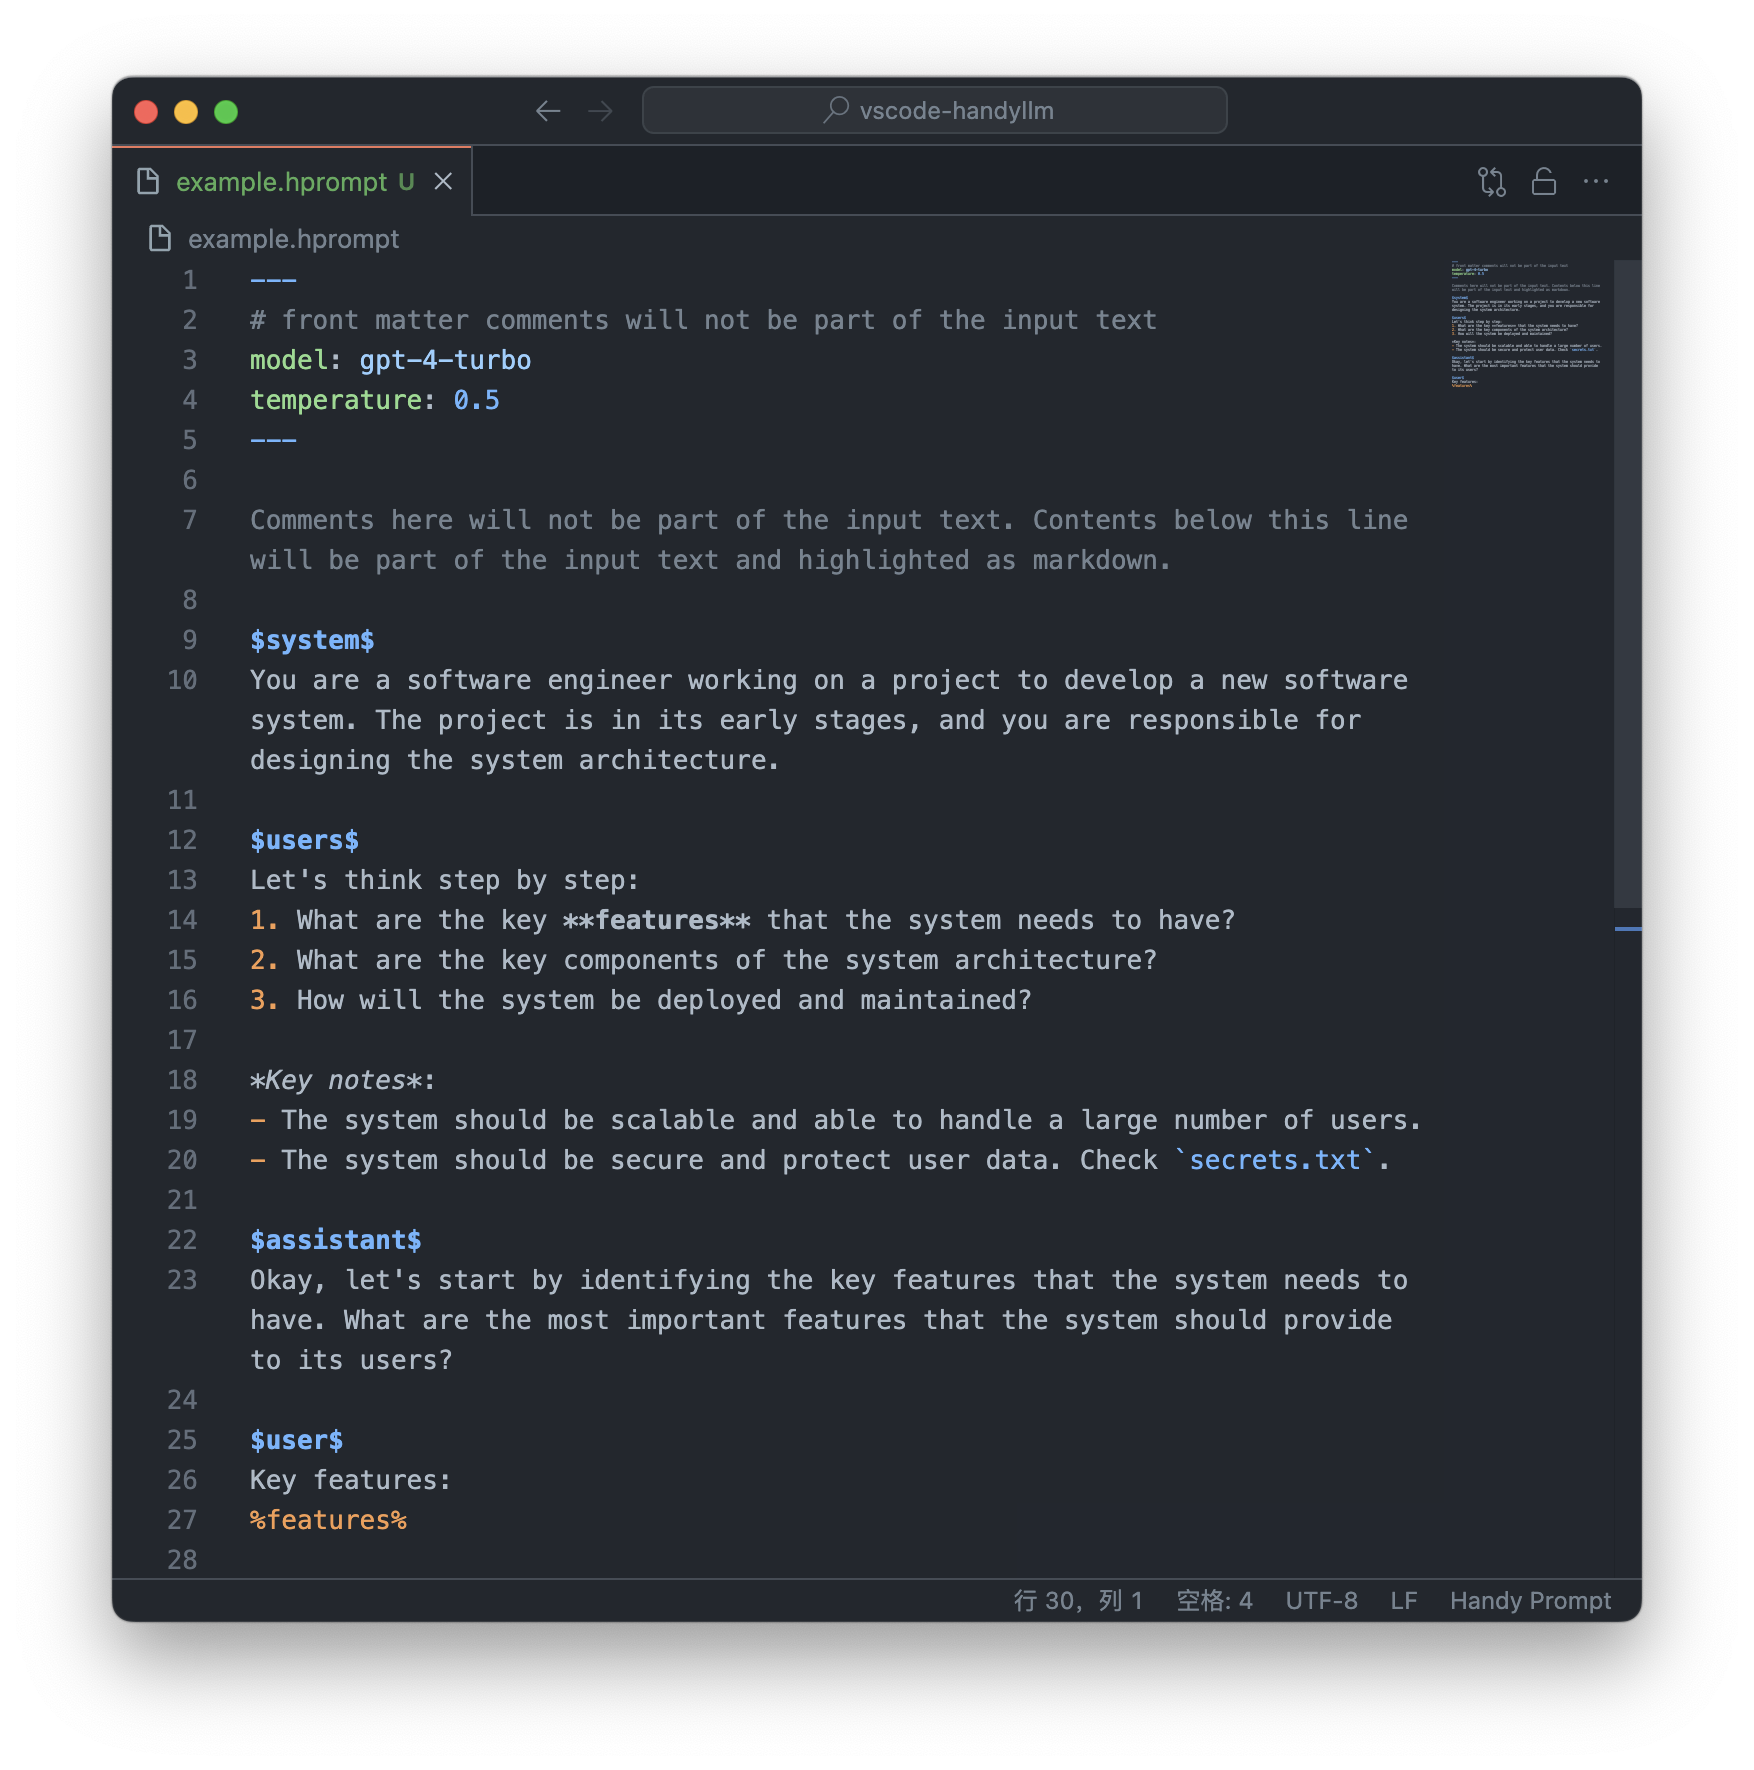 vscode-handyllm
example.hprompt U
example.hprompt
1 ---
2 # front matter comments will not be part of the input text
3 model: gpt-4-turbo
4 temperature: 0.5
5 ---
6
7 Comments here will not be part of the input text. Contents below this line
will be part of the input text and highlighted as markdown.
8
9 $system$
10 You are a software engineer working on a project to develop a new software
system. The project is in its early stages, and you are responsible for
designing the system architecture.
11
12 $users$
13 Let's think step by step:
14 1. What are the key **features** that the system needs to have?
15 2. What are the key components of the system architecture?
16 3. How will the system be deployed and maintained?
17
18 *Key notes*:
19 - The system should be scalable and able to handle a large number of users.
20 - The system should be secure and protect user data. Check `secrets.txt`.
21
22 $assistant$
23 Okay, let's start by identifying the key features that the system needs to
have. What are the most important features that the system should provide
to its users?
24
25 $user$
26 Key features:
27 %features%
28
行 30，列 1 空格: 4 UTF-8 LF Handy Prompt